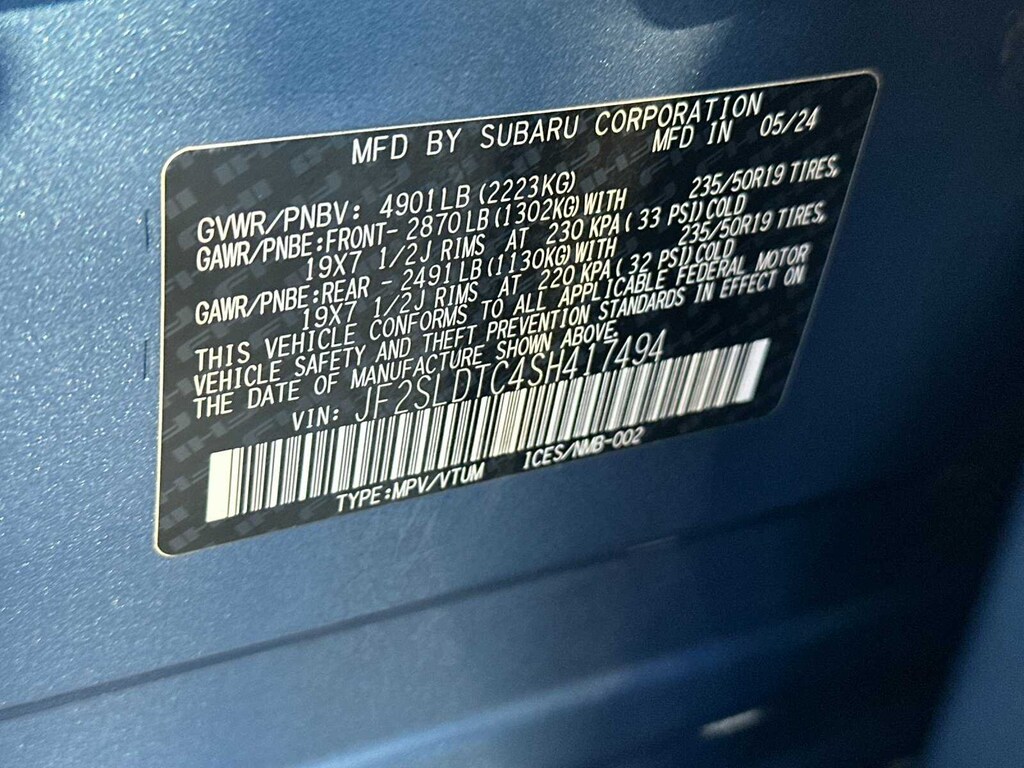 MFD BY SUBARU CORPORATION
MFD IN 05/24
GVWR/PNBV: 4901LB(2223KG)
GAWR/PNBE:FRONT- 2870LB(1302KG)WITH 235/50R19 TIRES,
19X7 1/2J RIMS AT 230 KPA( 33 PSI)COLD
GAWR/PNBE:REAR - 2491LB(1130KG)WITH 235/50R19 TIRES,
19X7 1/2J RIMS AT 220 KPA( 32 PSI)COLD
THIS VEHICLE CONFORMS TO ALL APPLICABLE FEDERAL MOTOR
VEHICLE SAFETY AND THEFT PREVENTION STANDARDS IN EFFECT ON
THE DATE OF MANUFACTURE SHOWN ABOVE.
VIN: JF2SLDTC4SH417494
TYPE:MPV/VTUM ICES/NMB-002